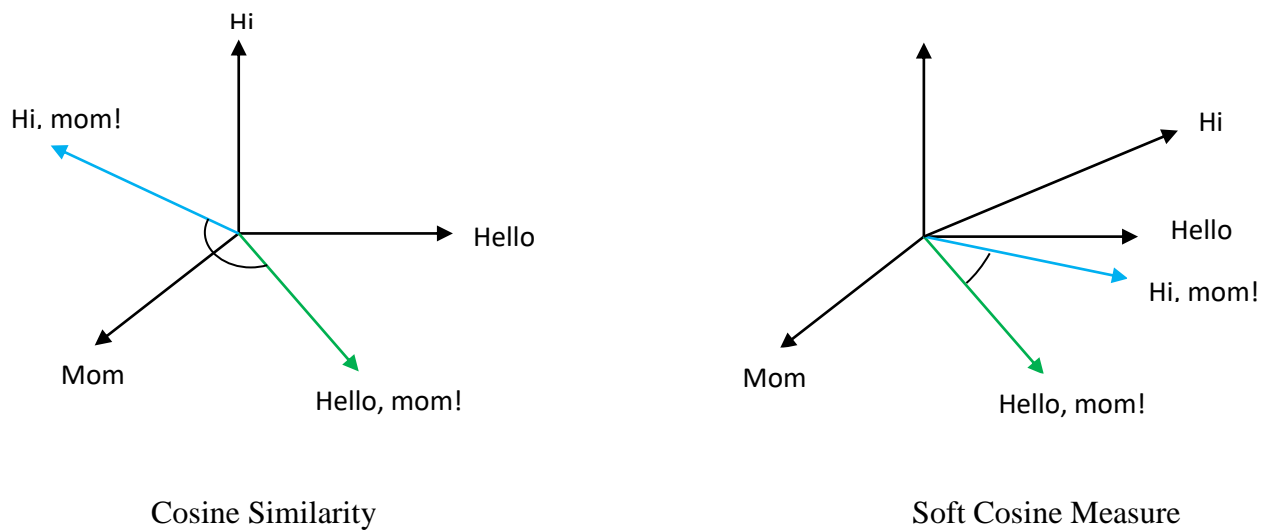 Hi
Hi, mom!
Hello
Mom
Hello, mom!
Hi
Hello
Hi, mom!
Mom
Hello, mom!
Cosine Similarity
Soft Cosine Measure